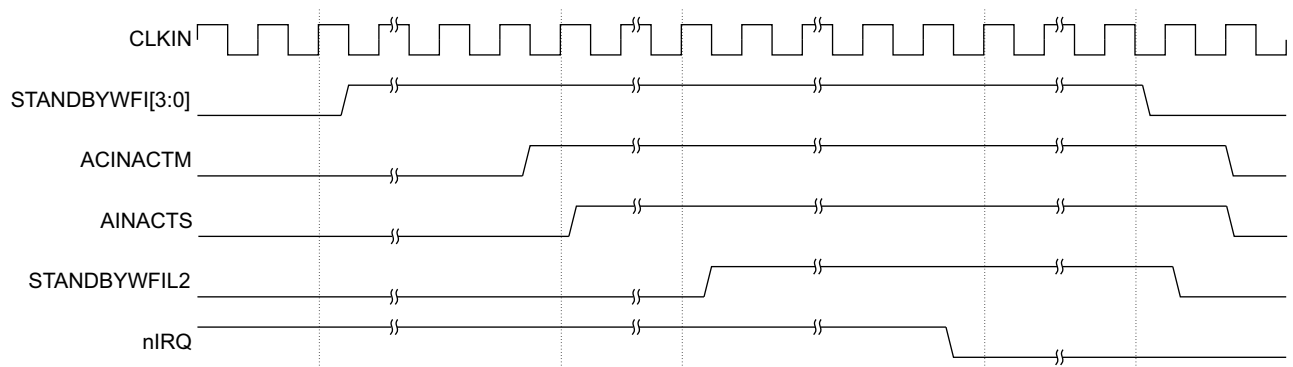 CLKIN
STANDBYWFI[3:0]
ACINACTM
AINACTS
STANDBYWFIL2
nIRQ